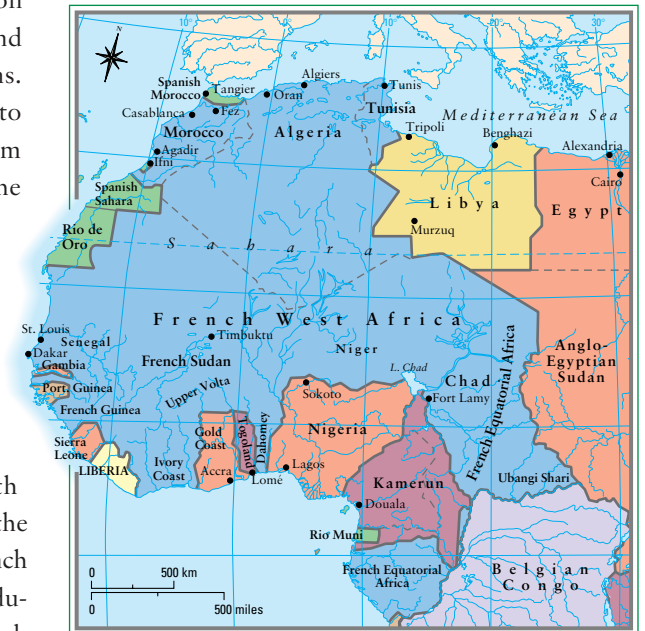 on
nd
ns.
to
m
ne
th
the
nch
du-
N
10°
0°
10°
20°
30°
Spanish
Morocco
Tangier
Oran
Algiers
Tunis
Tunisia
Casablanca
Fez
Morocco
Algeria
Mediterranean Sea
Tripoli
Benghazi
Alexandria
Cairo
Agadir
Ifni
Spanish
Sahara
Libya
Egypt
Murzuq
Rio de
Oro
Sahara
French West Africa
St. Louis
Senegal
Timbuktu
Dakar
Niger
Gambia
French Sudan
L. Chad
Chad
Anglo-
Egyptian
Sudan
Port. Guinea
Upper Volta
Sokoto
Fort Lamy
French Equatorial Africa
French Guinea
Sierra
Leone
Gold
Coast
Togoland
Dahomey
Nigeria
LIBERIA
Ivory
Coast
Accra
Lomé
Lagos
Kamerun
Ubangi Shari
Douala
Rio Muni
French Equatorial
Africa
Belgian
Congo
0 500 km
0 500 miles